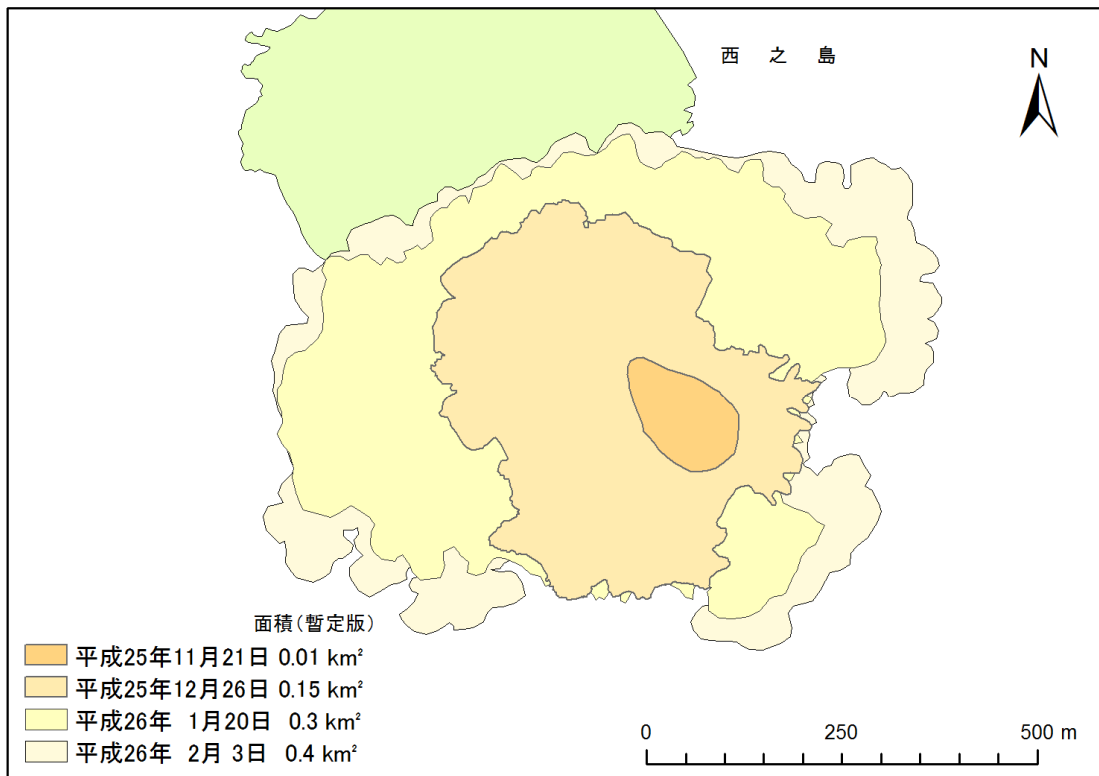 西 之 島
N
面積(暫定版)
平成25年11月21日 0.01 km²
平成25年12月26日 0.15 km²
平成26年 1月20日 0.3 km²
平成26年 2月 3日 0.4 km²
0 250 500 m